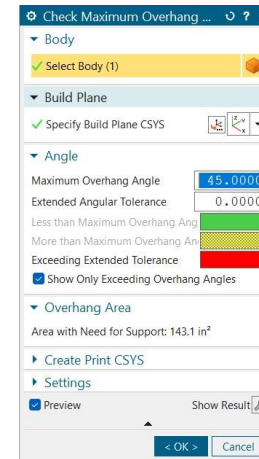 Check Maximum Overhang ... ?
Body
Select Body (1)
Build Plane
Specify Build Plane CSYS
Angle
Maximum Overhang Angle 45.0000
Extended Angular Tolerance 0.0000
Less than Maximum Overhang Ang
More than Maximum Overhang An
Exceeding Extended Tolerance
Show Only Exceeding Overhang Angles
Overhang Area
Area with Need for Support: 143.1 in²
Create Print CSYS
Settings
Preview Show Result
< OK > Cancel